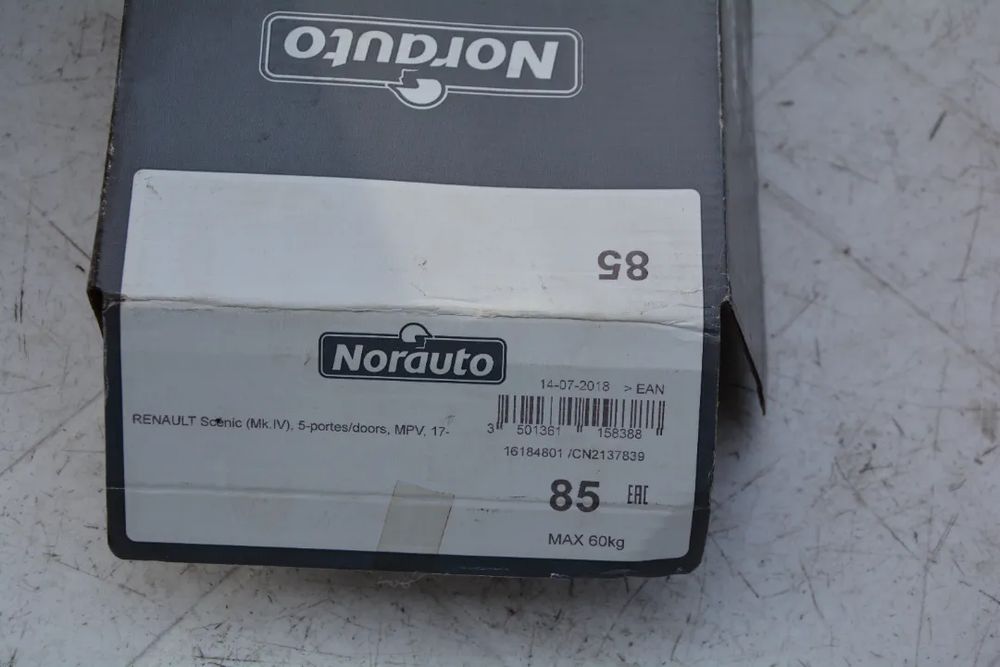 Norauto
85
Norauto
14-07-2018 > EAN
RENAULT Scénic (Mk.IV), 5-portes/doors, MPV, 17-
3 501361 158388
16184801 /CN2137839
85 EAC
MAX 60kg